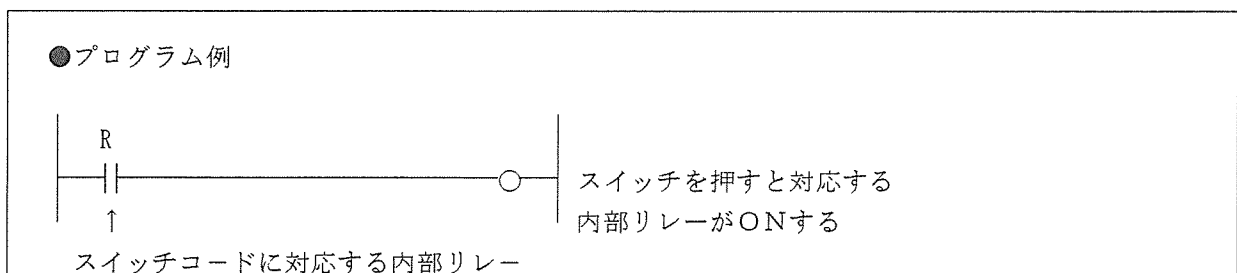 ●プログラム例
R
スイッチを押すと対応する
↑
内部リレーがONする
スイッチコードに対応する内部リレー